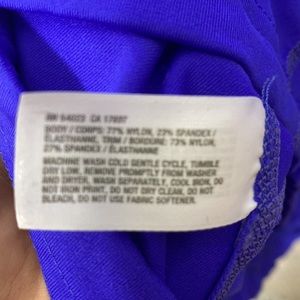 RN 54023 CA 17897
BODY / CORPS: 77% NYLON, 23% SPANDEX /
ELASTHANNE, TRIM / BORDURE: 73% NYLON,
27% SPANDEX / ÉLASTHANNE
MACHINE WASH COLD GENTLE CYCLE, TUMBLE
DRY LOW, REMOVE PROMPTLY FROM WASHER
AND DRYER, WASH SEPARATELY, COOL IRON, DO
NOT IRON PRINT, DO NOT DRY CLEAN, DO NOT
BLEACH, DO NOT USE FABRIC SOFTENER.